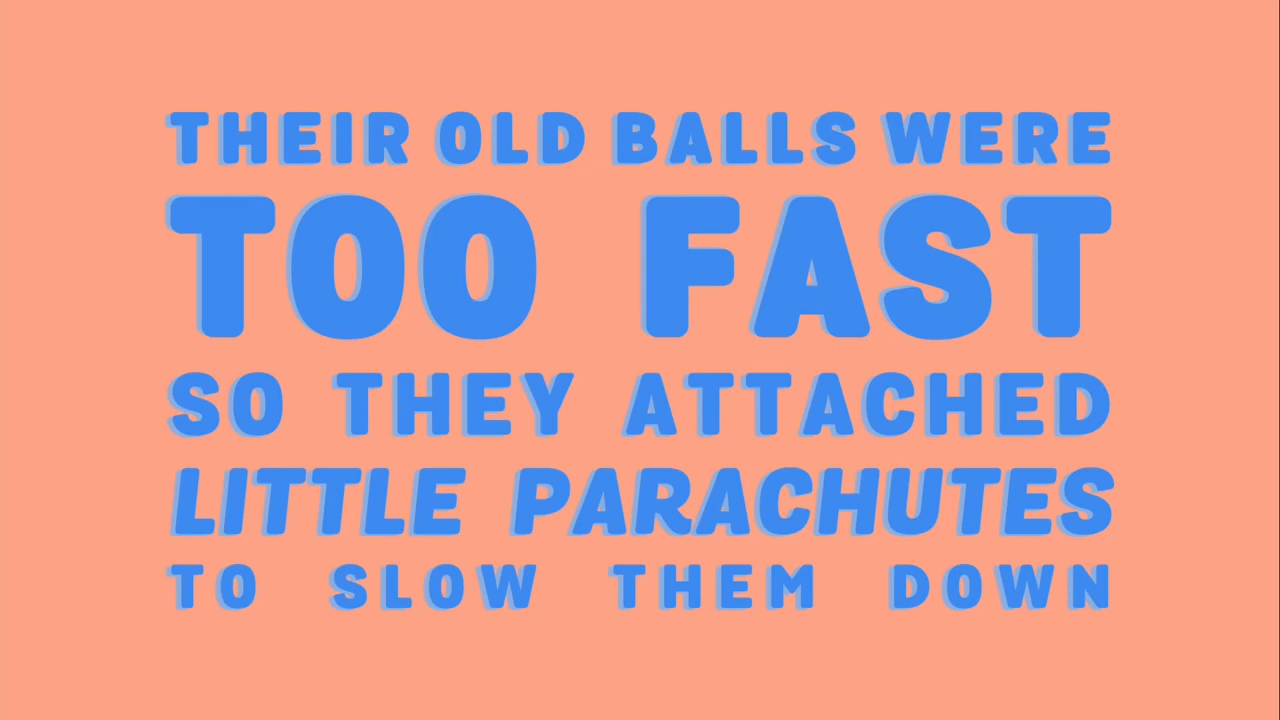 THEIR OLD BALLS WERE
TOO FAST
SO THEY ATTACHED
LITTLE PARACHUTES
TO SLOW THEM DOWN